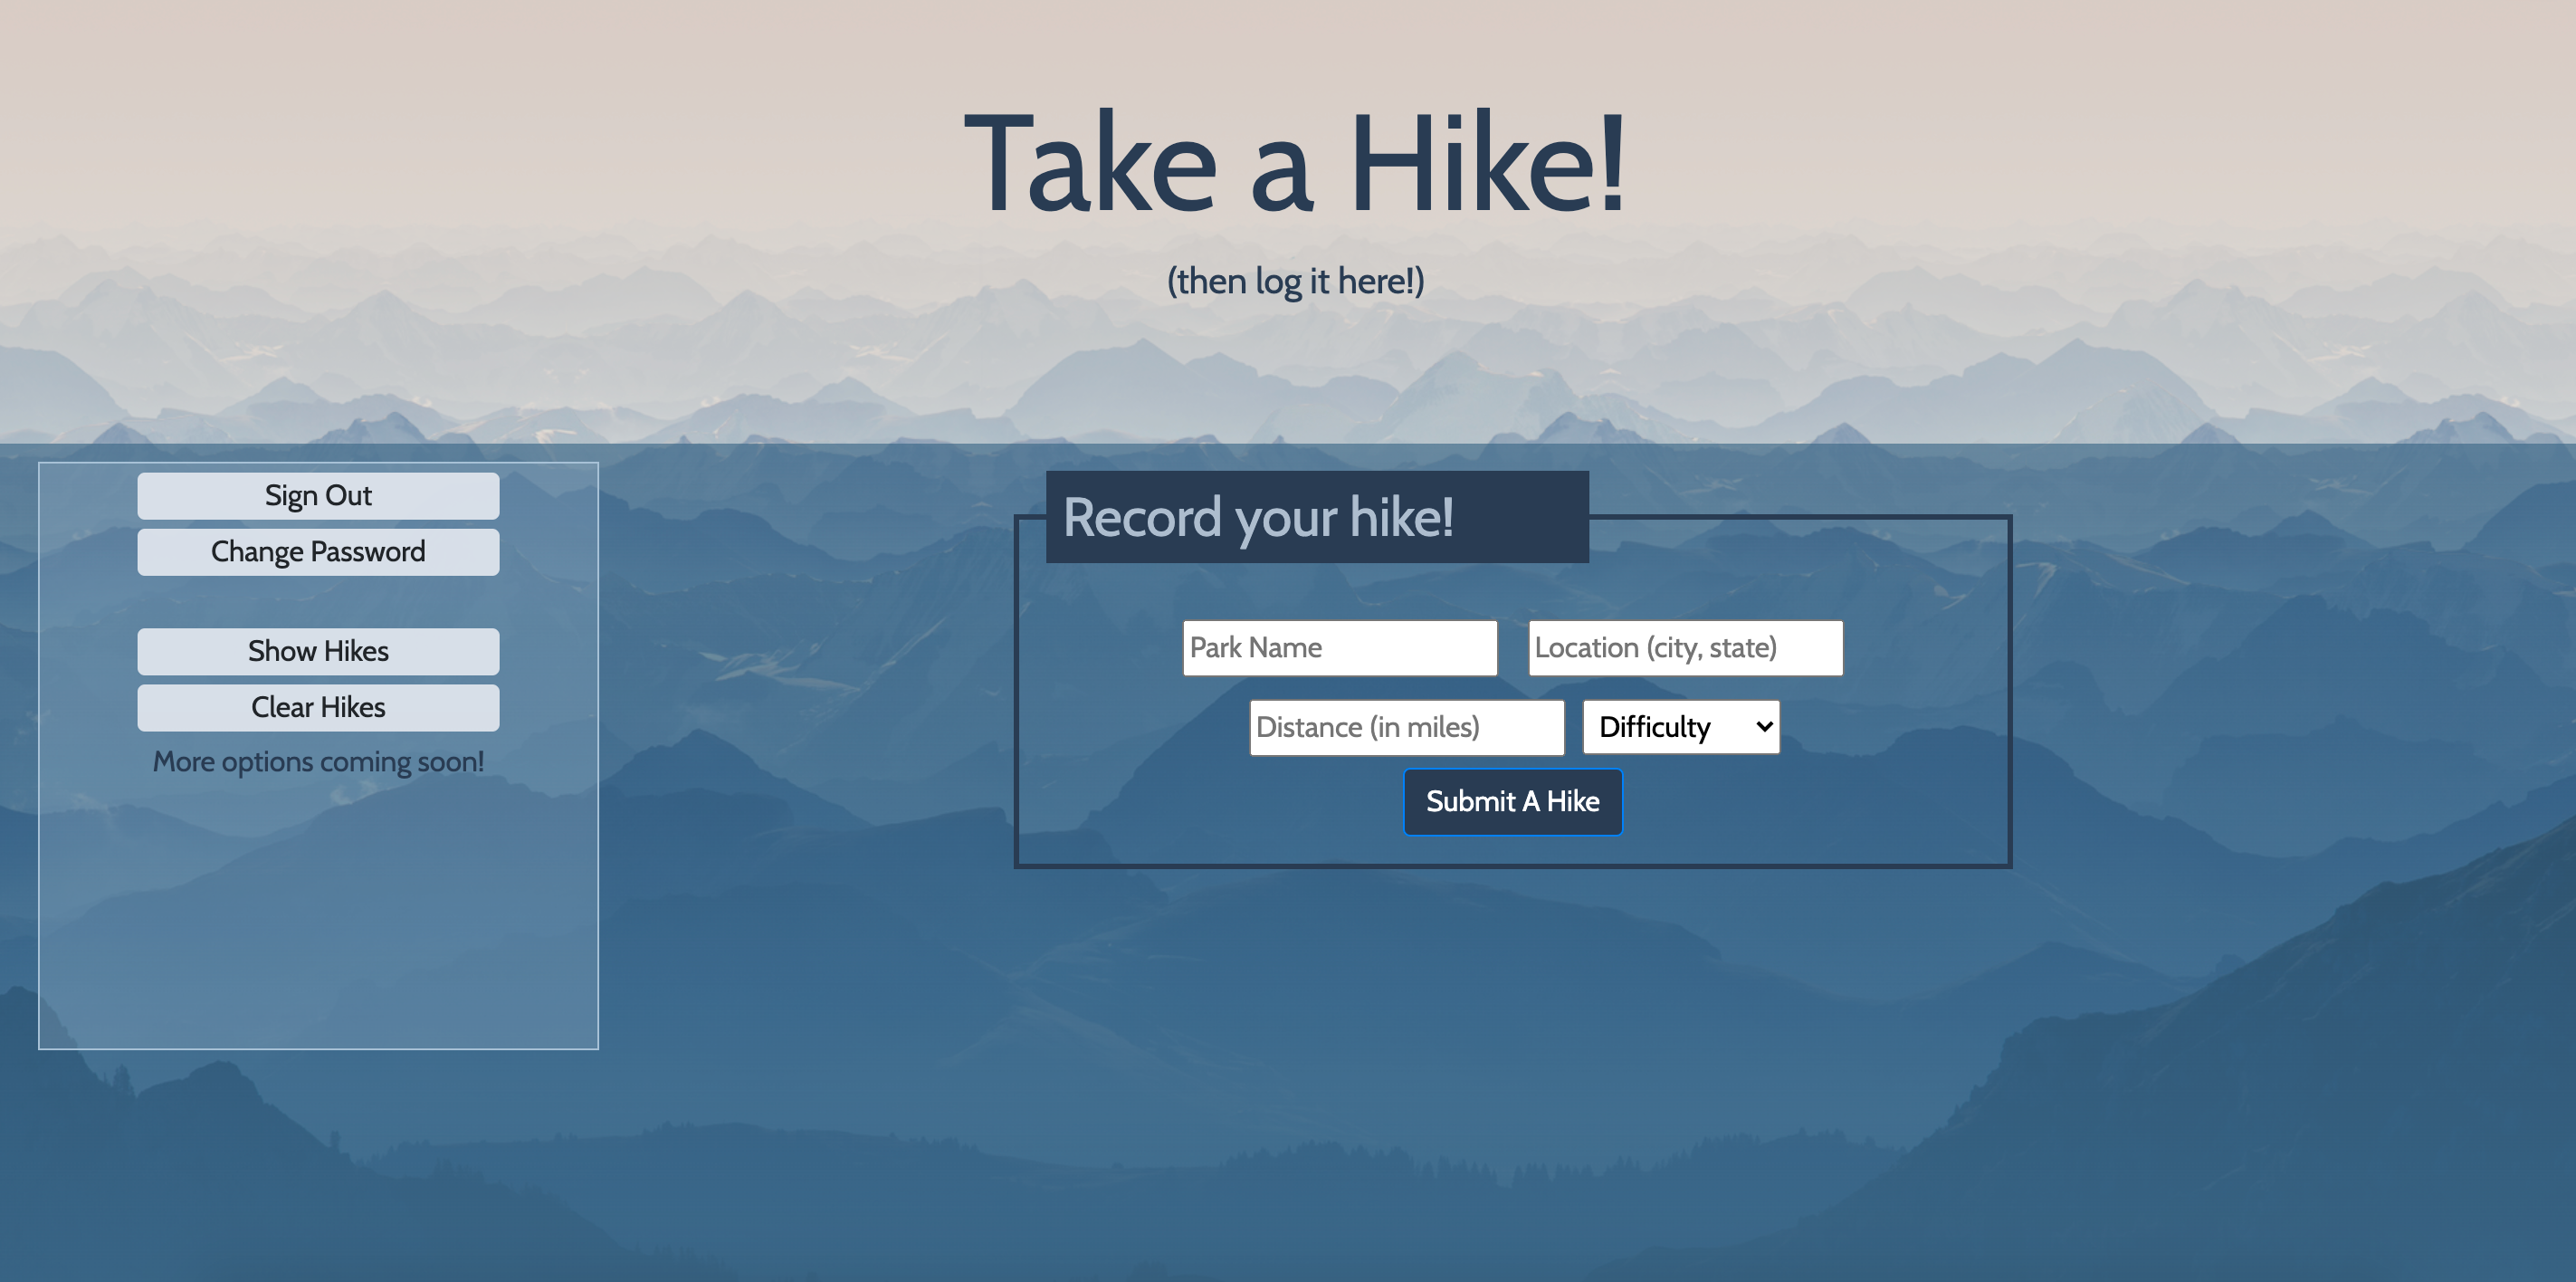 Take a Hike!
(then log it here!)
Sign Out
Change Password
Show Hikes
Clear Hikes
More options coming soon!
Record your hike!
Park Name
Location (city, state)
Distance (in miles)
Difficulty
Submit A Hike